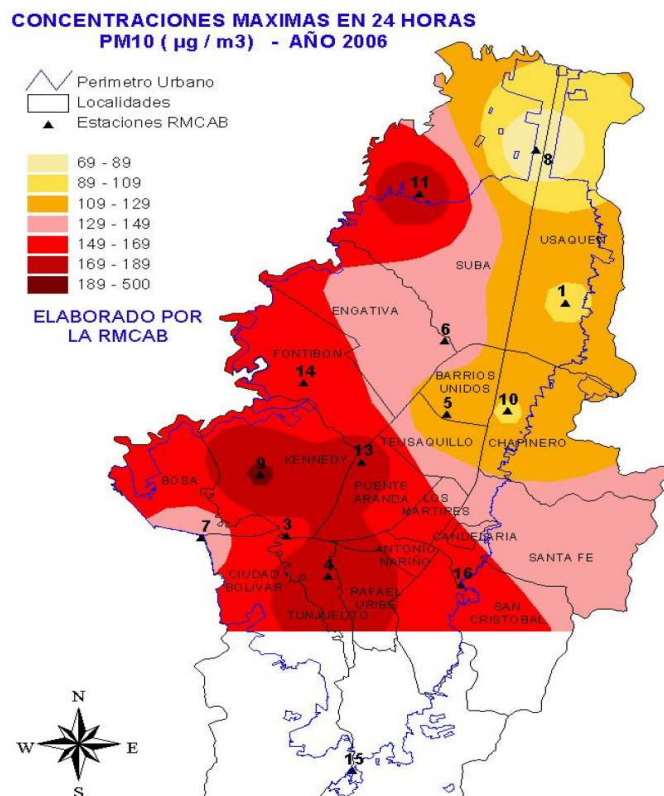 CONCENTRACIONES MAXIMAS EN 24 HORAS
PM10 ( µg / m3) - AÑO 2006
Perimetro Urbano
Localidades
Estaciones RMCAB
69 - 89
89 - 109
109 - 129
129 - 149
149 - 169
169 - 189
189 - 500
ELABORADO POR
LA RMCAB
8
11
USAQUEN
SUBA
1
ENGATIVA
6
FONTIBON
14
BARRIOS
UNIDOS
5
10
TEUSAQUILLO
CHAPINERO
13
KENNEDY
9
BOSA
PUENTE
ARANDA
LOS
MARTIRES
7
3
CANDELARIA
ANTONIO
NARIÑO
SANTA FE
4
16
CIUDAD
BOLIVAR
RAFAEL
URIBE
TUNJUELITO
SAN
CRISTOBAL
15
N
W
E
S